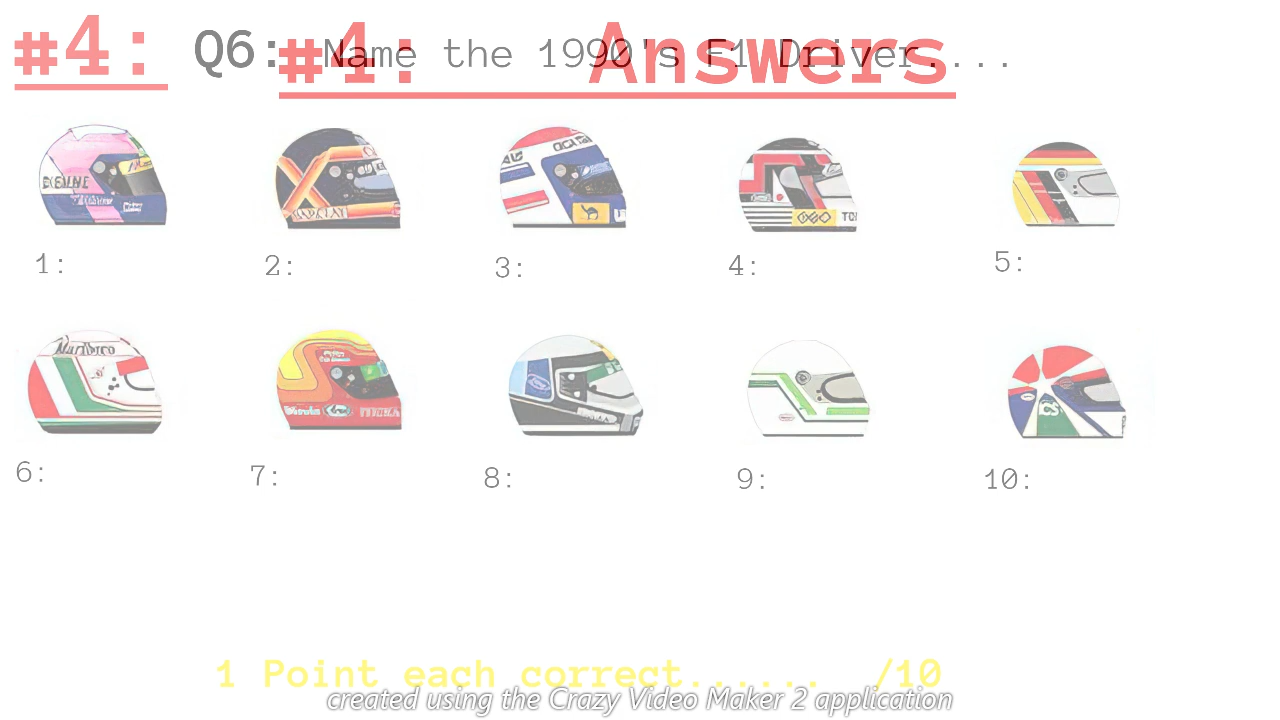 #4: Q6: Name the 1990's F1 Driver....
#4: Answers
1: 2: 3: 4: 5:
6: 7: 8: 9: 10:
Marlboro
1 Point each correct...... /10
created using the Crazy Video Maker 2 application